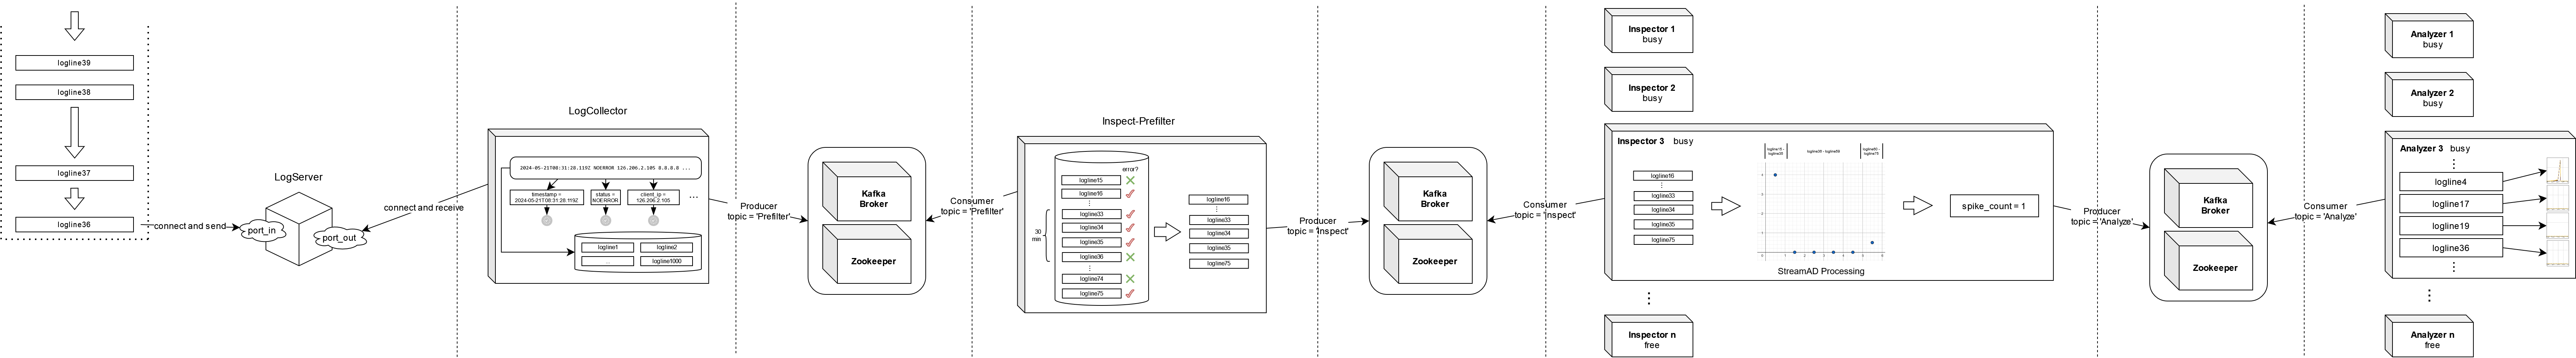 logline39
logline38
logline37
logline36
connect and send
LogServer
port_in
port_out
connect and receive
LogCollector
2024-05-21T08:31:28.119Z NOERROR 126.206.2.105 8.8.8.8 ...
timestamp =
2024-05-21T08:31:28.119Z
status =
NOERROR
client_ip =
126.206.2.105
...
logline1
logline2
...
logline1000
Producer
topic = 'Prefilter'
Kafka
Broker
Zookeeper
Consumer
topic = 'Prefilter'
Inspect-Prefilter
error?
logline15
logline16
30
min
logline33
logline34
logline35
logline36
logline74
logline75
logline16
logline33
logline34
logline35
logline75
Producer
topic = 'Inspect'
Kafka
Broker
Zookeeper
Consumer
topic = 'Inspect'
Inspector 1
busy
Inspector 2
busy
Inspector 3 busy
logline16
logline33
logline34
logline35
logline75
StreamAD Processing
spike_count = 1
Inspector n
free
Producer
topic = 'Analyze'
Kafka
Broker
Zookeeper
Consumer
topic = 'Analyze'
Analyzer 1
busy
Analyzer 2
busy
Analyzer 3 busy
logline4
logline17
logline19
logline36
Analyzer n
free